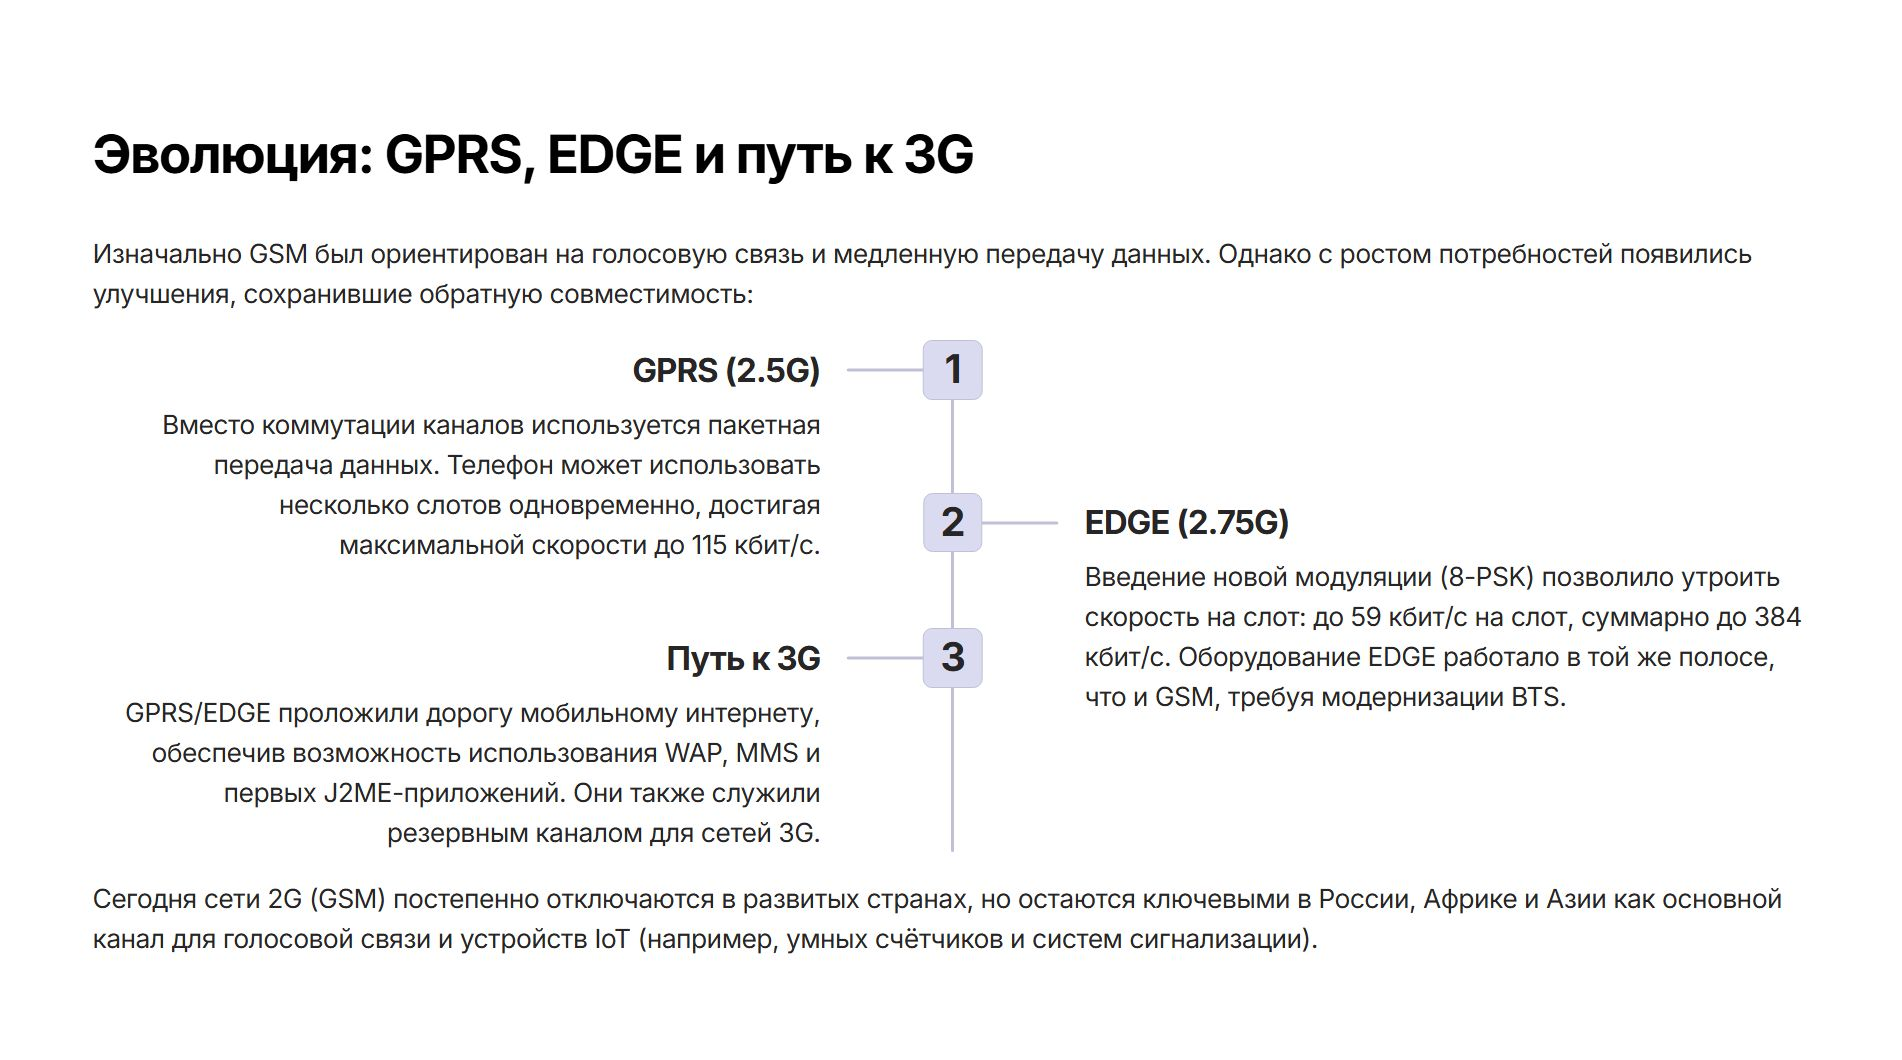 Эволюция: GPRS, EDGE и путь к 3G
Изначально GSM был ориентирован на голосовую связь и медленную передачу данных. Однако с ростом потребностей появились
улучшения, сохранившие обратную совместимость:
GPRS (2.5G)
1
Вместо коммутации каналов используется пакетная
передача данных. Телефон может использовать
несколько слотов одновременно, достигая
максимальной скорости до 115 кбит/с.
2
EDGE (2.75G)
Введение новой модуляции (8-PSK) позволило утроить
скорость на слот: до 59 кбит/с на слот, суммарно до 384
кбит/с. Оборудование EDGE работало в той же полосе,
что и GSM, требуя модернизации BTS.
Путь к 3G
3
GPRS/EDGE проложили дорогу мобильному интернету,
обеспечив возможность использования WAP, MMS и
первых J2ME-приложений. Они также служили
резервным каналом для сетей 3G.
Сегодня сети 2G (GSM) постепенно отключаются в развитых странах, но остаются ключевыми в России, Африке и Азии как основной
канал для голосовой связи и устройств IoT (например, умных счётчиков и систем сигнализации).